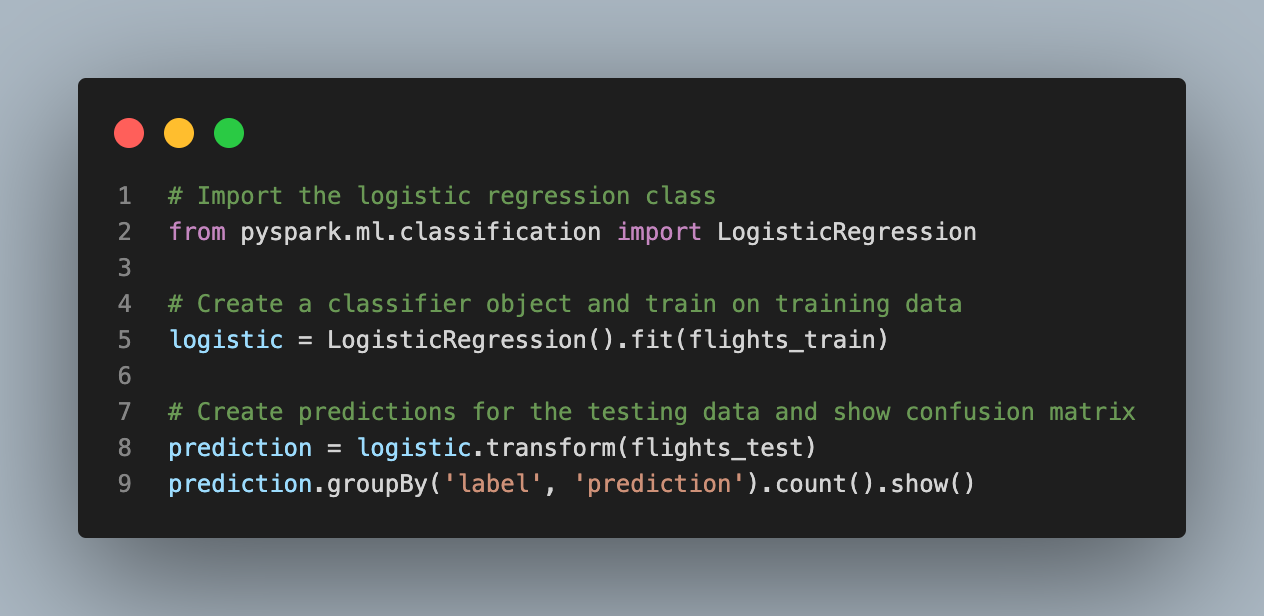 1 # Import the logistic regression class
2 from pyspark.ml.classification import LogisticRegression
3
4 # Create a classifier object and train on training data
5 logistic = LogisticRegression().fit(flights_train)
6
7 # Create predictions for the testing data and show confusion matrix
8 prediction = logistic.transform(flights_test)
9 prediction.groupBy('label', 'prediction').count().show()